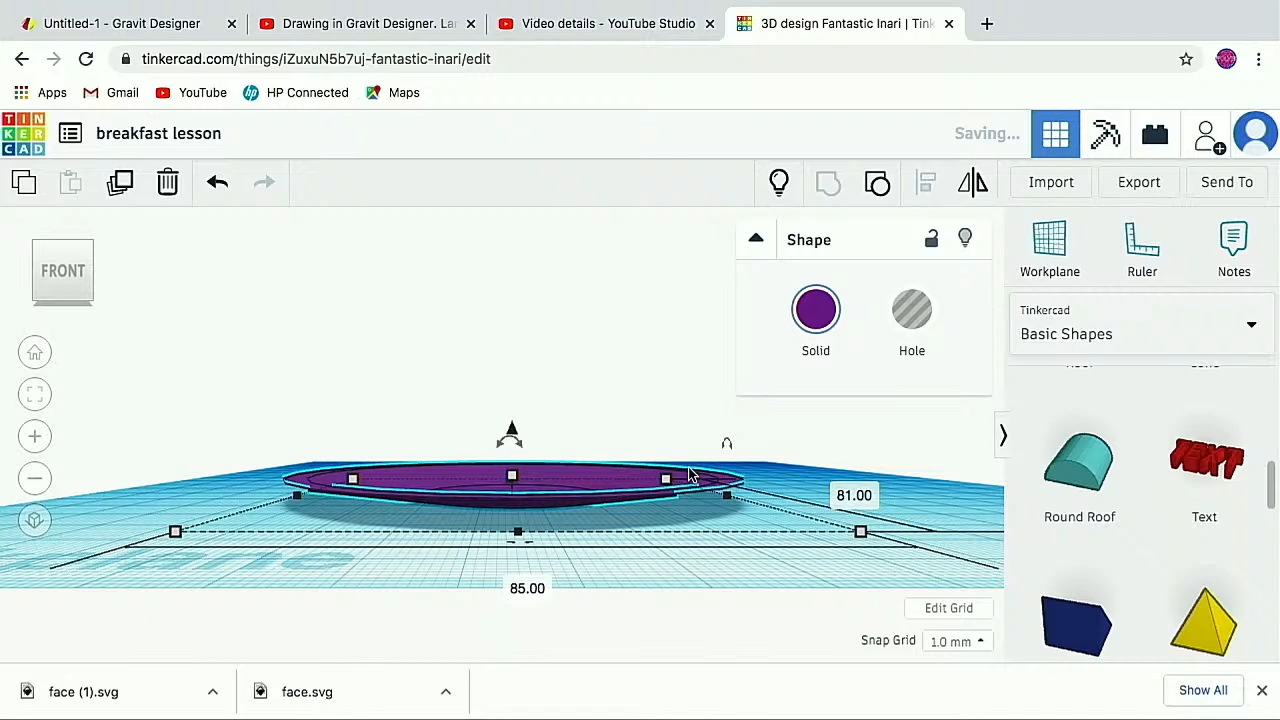 Untitled-1 - Gravit Designer
Drawing in Gravit Designer. La
Video details - YouTube Studio
3D design Fantastic Inari | Tink
tinkercad.com/things/iZuxuN5b7uj-fantastic-inari/edit
Apps
Gmail
YouTube
HP Connected
Maps
TIN
KER
CAD
breakfast lesson
Saving...
Import
Export
Send To
FRONT
Shape
Solid
Hole
Workplane
Ruler
Notes
Tinkercad
Basic Shapes
Round Roof
TEXT
Text
81.00
85.00
Edit Grid
Snap Grid
1.0 mm
face (1).svg
face.svg
Show All